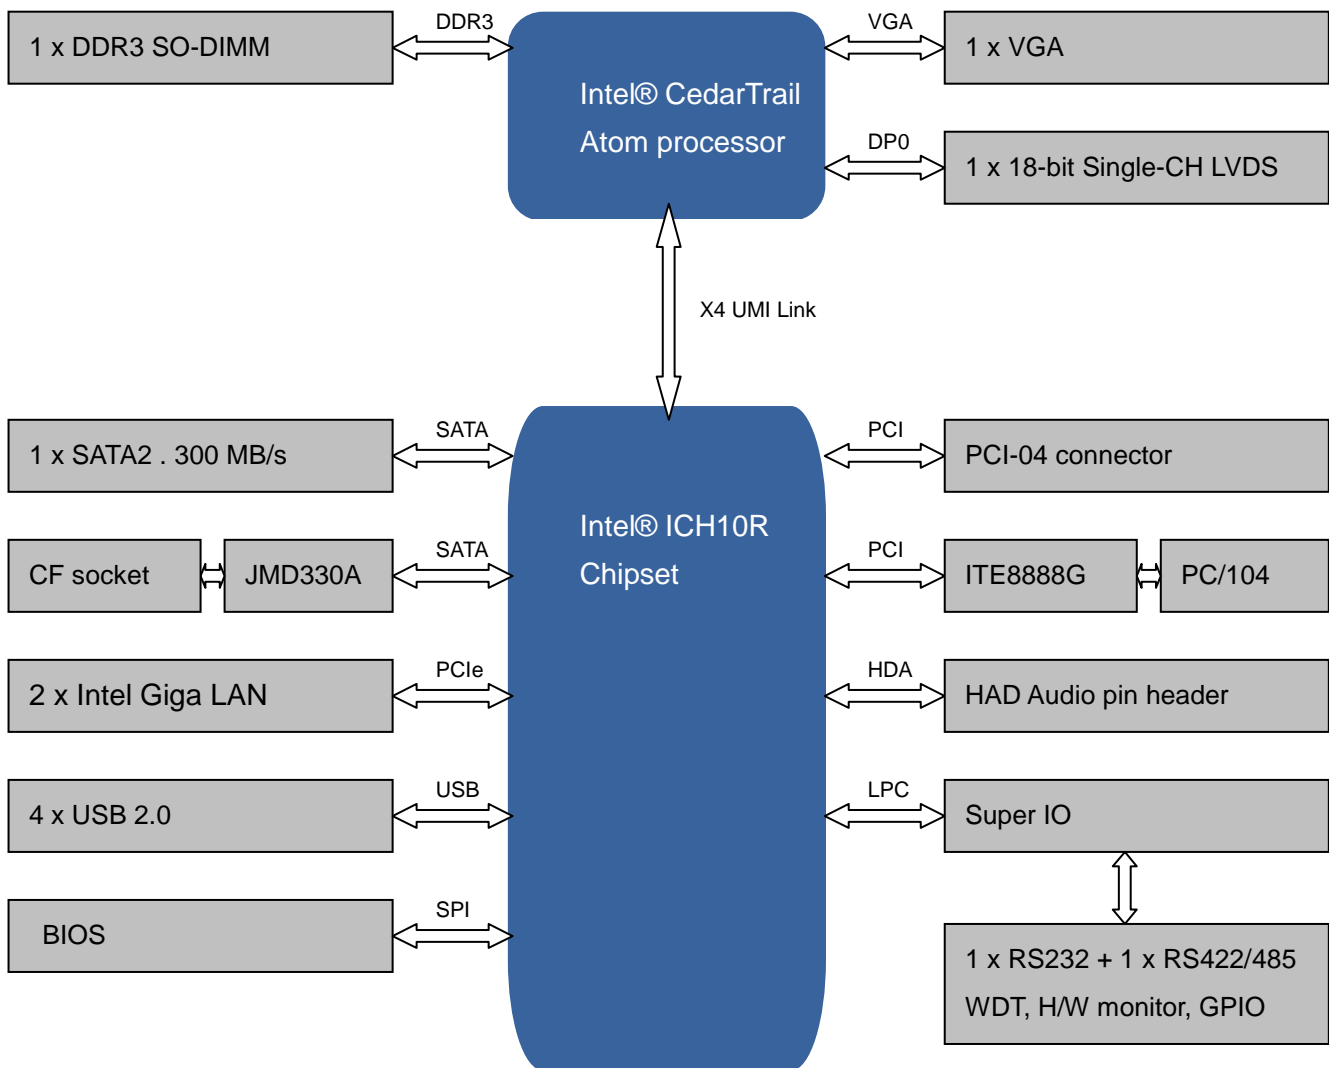 1 x DDR3 SO-DIMM
DDR3
Intel® CedarTrail
Atom processor
VGA
1 x VGA
DP0
1 x 18-bit Single-CH LVDS
X4 UMI Link
1 x SATA2 . 300 MB/s
SATA
Intel® ICH10R
Chipset
PCI
PCI-04 connector
CF socket
JMD330A
SATA
PCI
ITE8888G
PC/104
2 x Intel Giga LAN
PCIe
HDA
HAD Audio pin header
4 x USB 2.0
USB
LPC
Super IO
BIOS
SPI
1 x RS232 + 1 x RS422/485
WDT, H/W monitor, GPIO